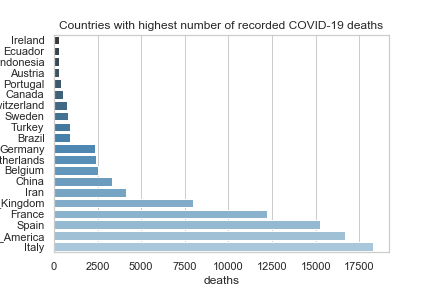 Countries with highest number of recorded COVID-19 deaths
Ireland
Ecuador
ndonesia
Austria
Portugal
Canada
witzerland
Sweden
Turkey
Brazil
Germany
therlands
Belgium
China
Iran
_Kingdom
France
Spain
_America
Italy
0 2500 5000 7500 10000 12500 15000 17500
deaths